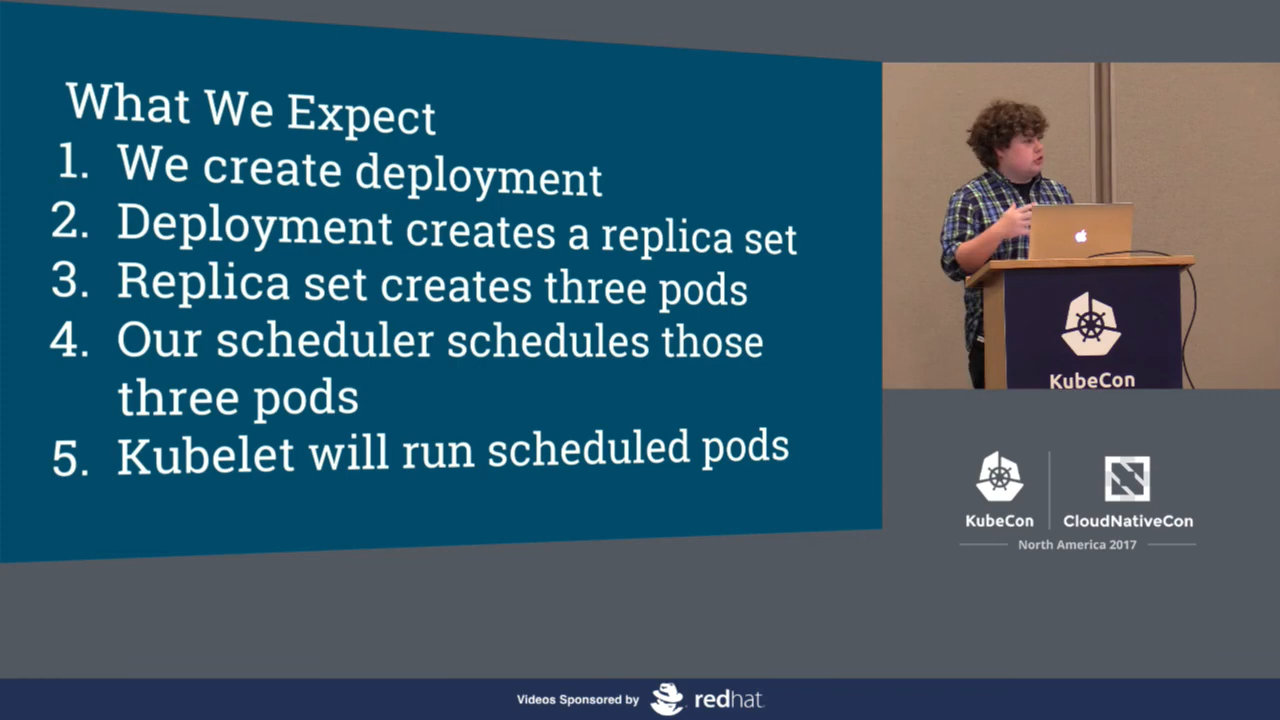 What We Expect
1. We create deployment
2. Deployment creates a replica set
3. Replica set creates three pods
4. Our scheduler schedules those
three pods
5. Kubelet will run scheduled pods
KubeCon
KubeCon
CloudNativeCon
North America 2017
Videos Sponsored by redhat